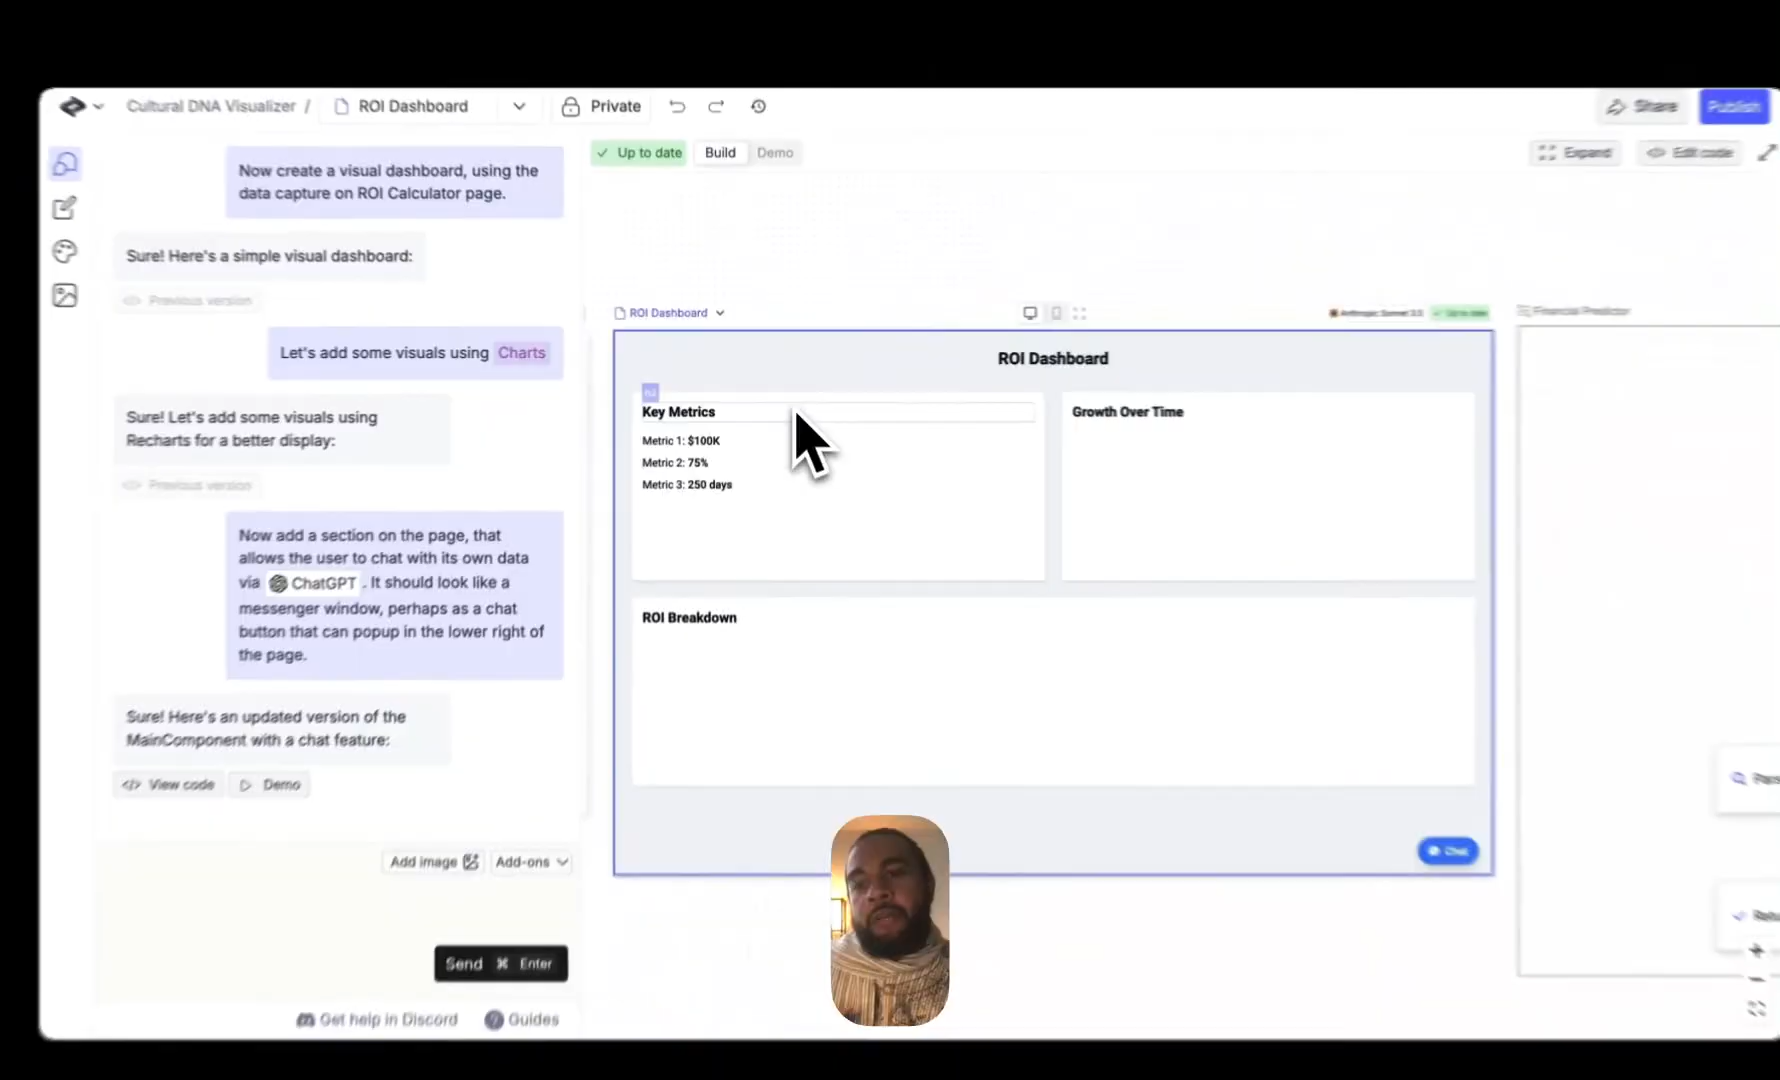 Cultural DNA Visualizer / ROI Dashboard Private
Share Publish
Up to date Build Demo
Expand Edit code
Now create a visual dashboard, using the
data capture on ROI Calculator page.
Sure! Here's a simple visual dashboard:
Previous version
Let's add some visuals using Charts
Sure! Let's add some visuals using
Recharts for a better display:
Previous version
Now add a section on the page, that
allows the user to chat with its own data
via ChatGPT . It should look like a
messenger window, perhaps as a chat
button that can popup in the lower right of
the page.
Sure! Here's an updated version of the
MainComponent with a chat feature:
View code Demo
Add image Add-ons
Send ⌘ Enter
Get help in Discord Guides
ROI Dashboard
Anthropic Sonnet 3.5 Up to date
Financial Predictor
ROI Dashboard
Key Metrics
Metric 1: $100K
Metric 2: 75%
Metric 3: 250 days
Growth Over Time
ROI Breakdown
Chat